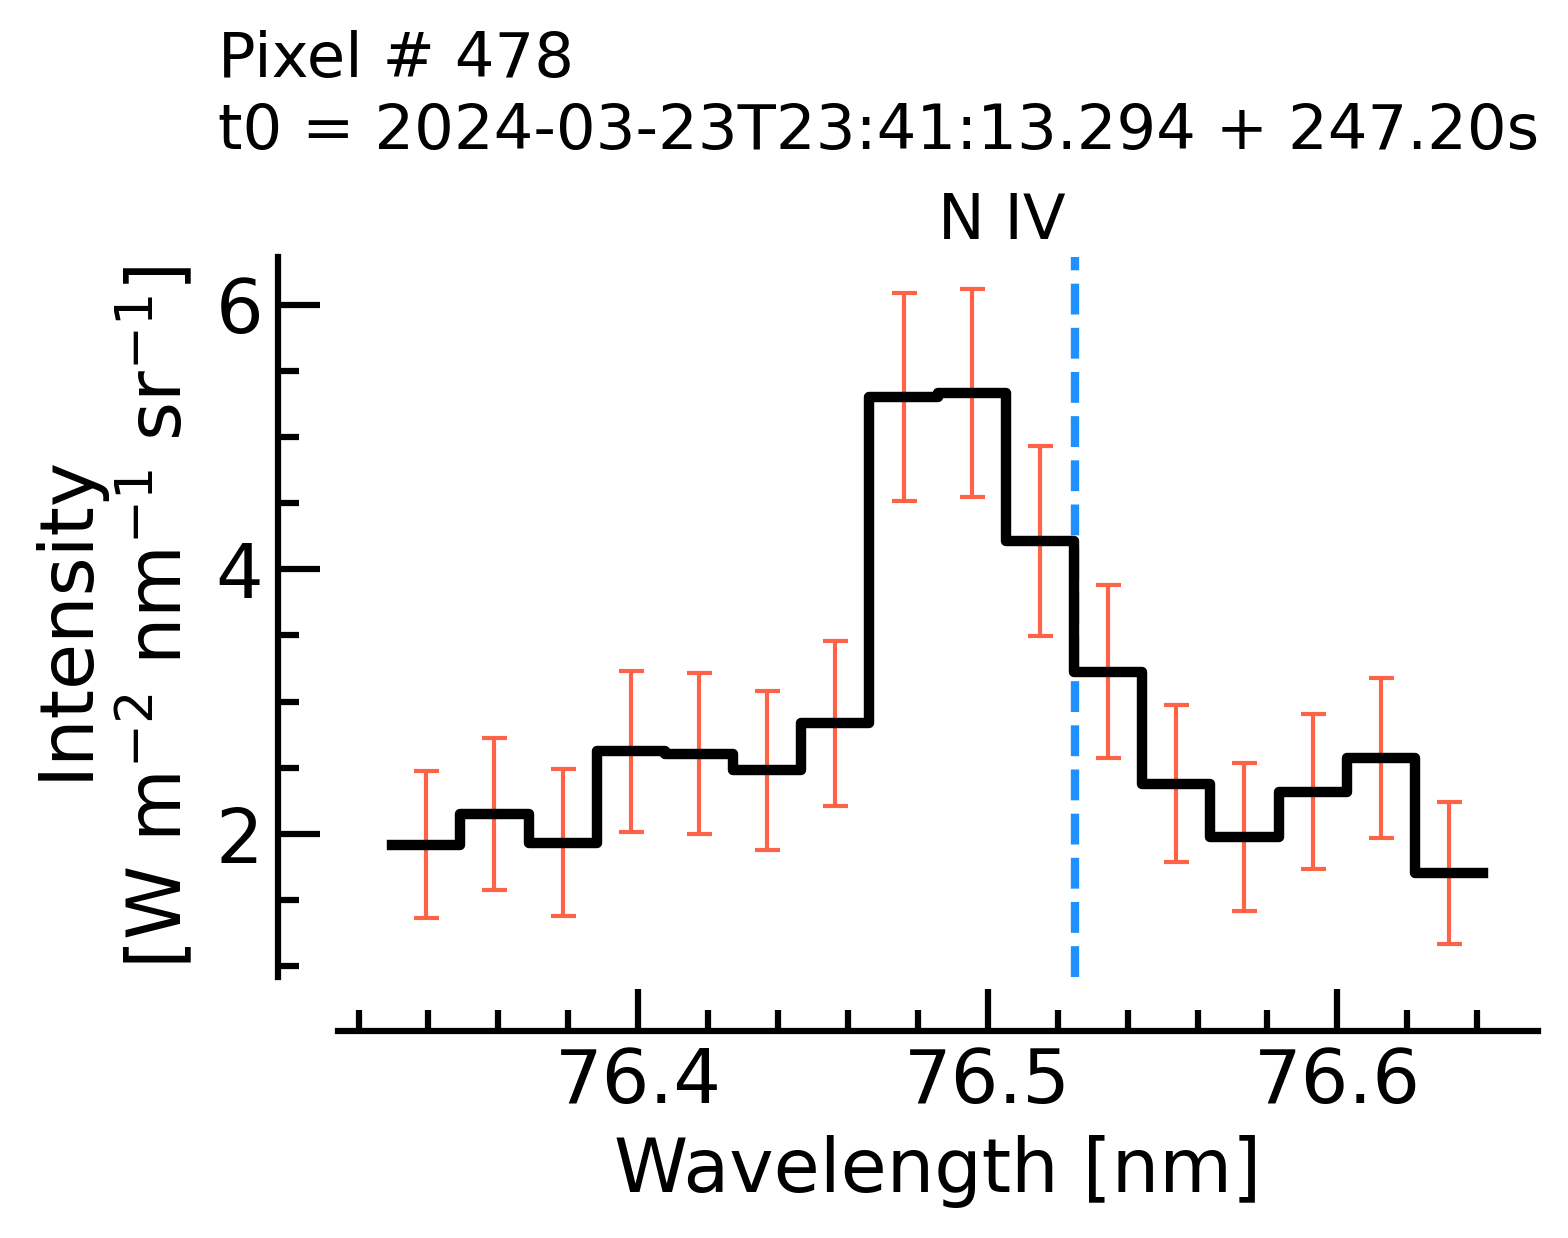 Pixel # 478
t0 = 2024-03-23T23:41:13.294 + 247.20s
N IV
Intensity
[W m⁻² nm⁻¹ sr⁻¹]
6
4
2
76.4 76.5 76.6
Wavelength [nm]